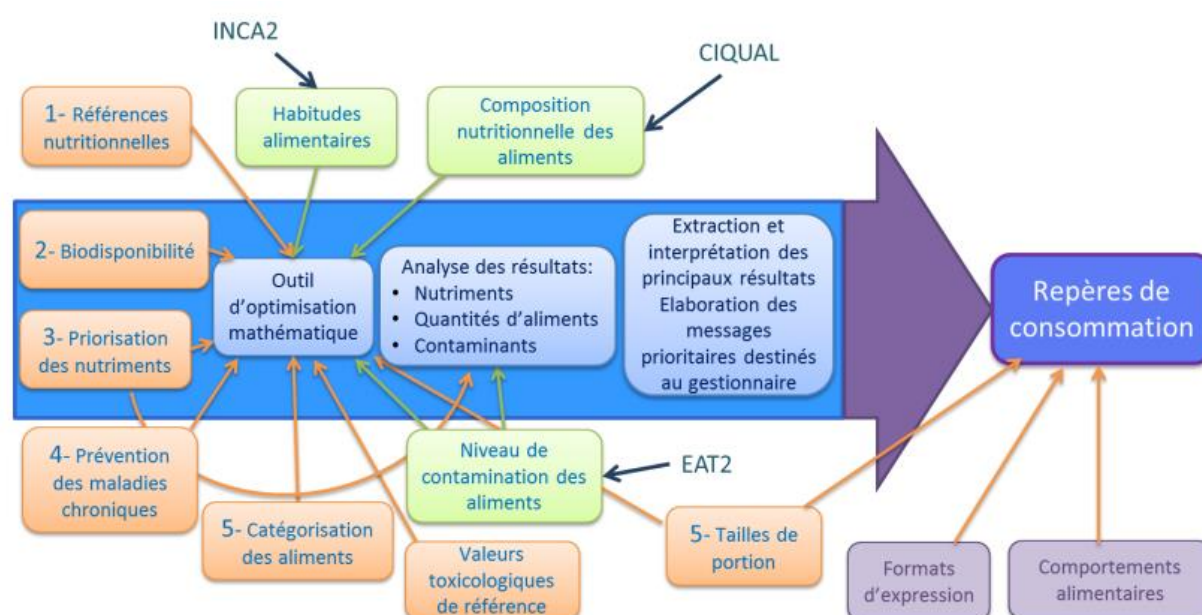 INCA2
CIQUAL
1- Références
nutritionnelles
Habitudes
alimentaires
Composition
nutritionnelle des
aliments
2- Biodisponibilité
3- Priorisation
des nutriments
Outil
d'optimisation
mathématique
Analyse des résultats:
• Nutriments
• Quantités d'aliments
• Contaminants
Extraction et
interprétation des
principaux résultats
Elaboration des
messages
prioritaires destinés
au gestionnaire
Repères de
consommation
4- Prévention
des maladies
chroniques
5- Catégorisation
des aliments
Valeurs
toxicologiques
de référence
Niveau de
contamination des
aliments
EAT2
5- Tailles de
portion
Formats
d'expression
Comportements
alimentaires